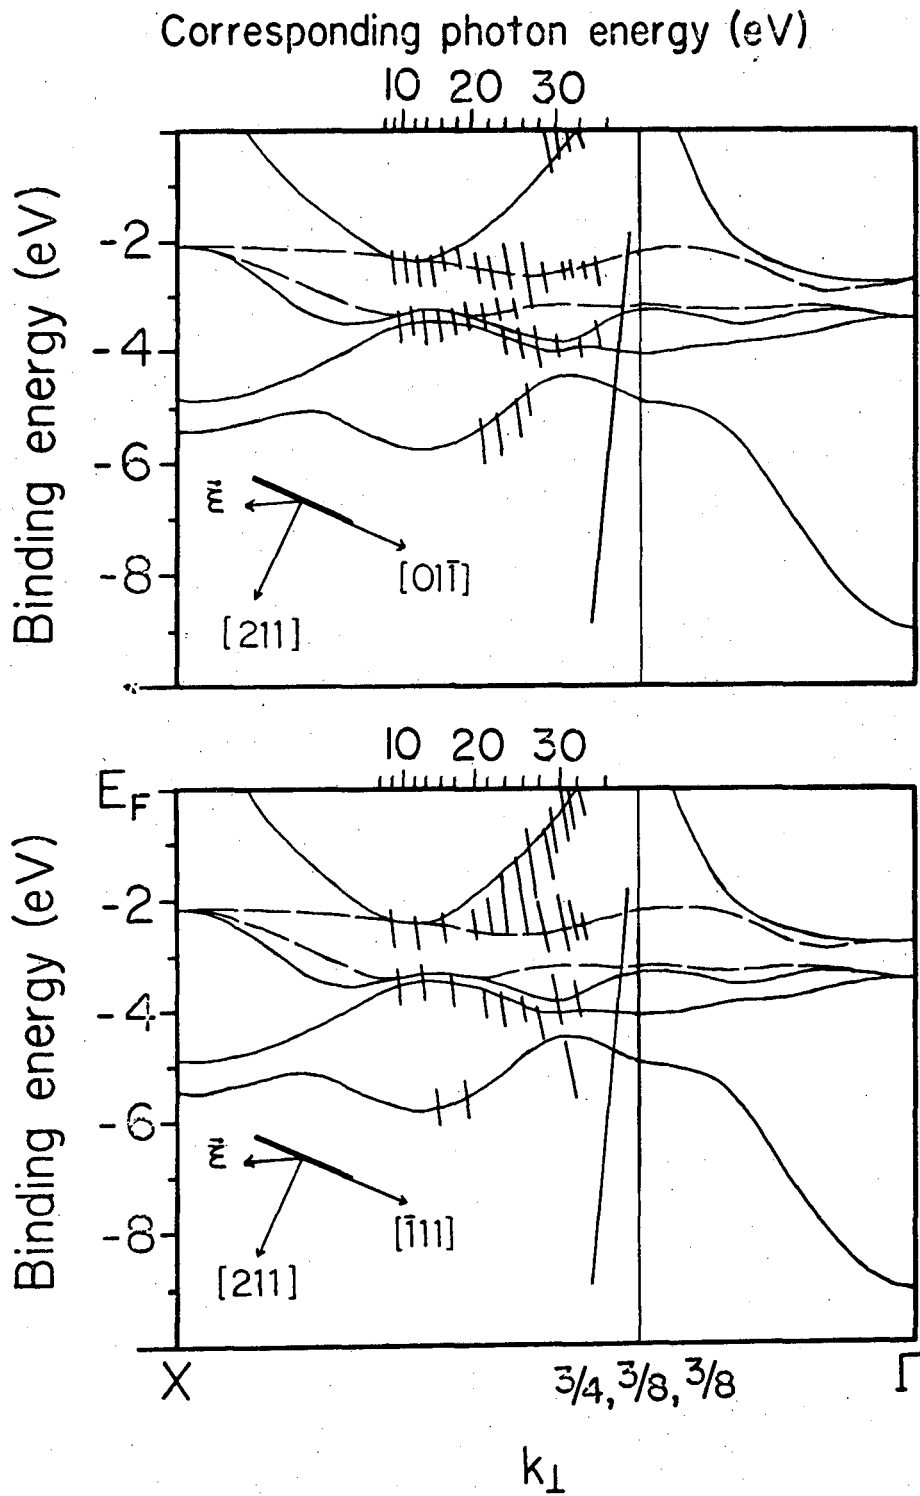 Corresponding photon energy (eV)
10 20 30
Binding energy (eV)
-2
-4
-6
-8
ε⃗
[011̄]
[211]
10 20 30
E_F
Binding energy (eV)
-2
-4
-6
-8
ε⃗
[1̄11]
[211]
X 3/4, 3/8, 3/8 Γ
k⊥